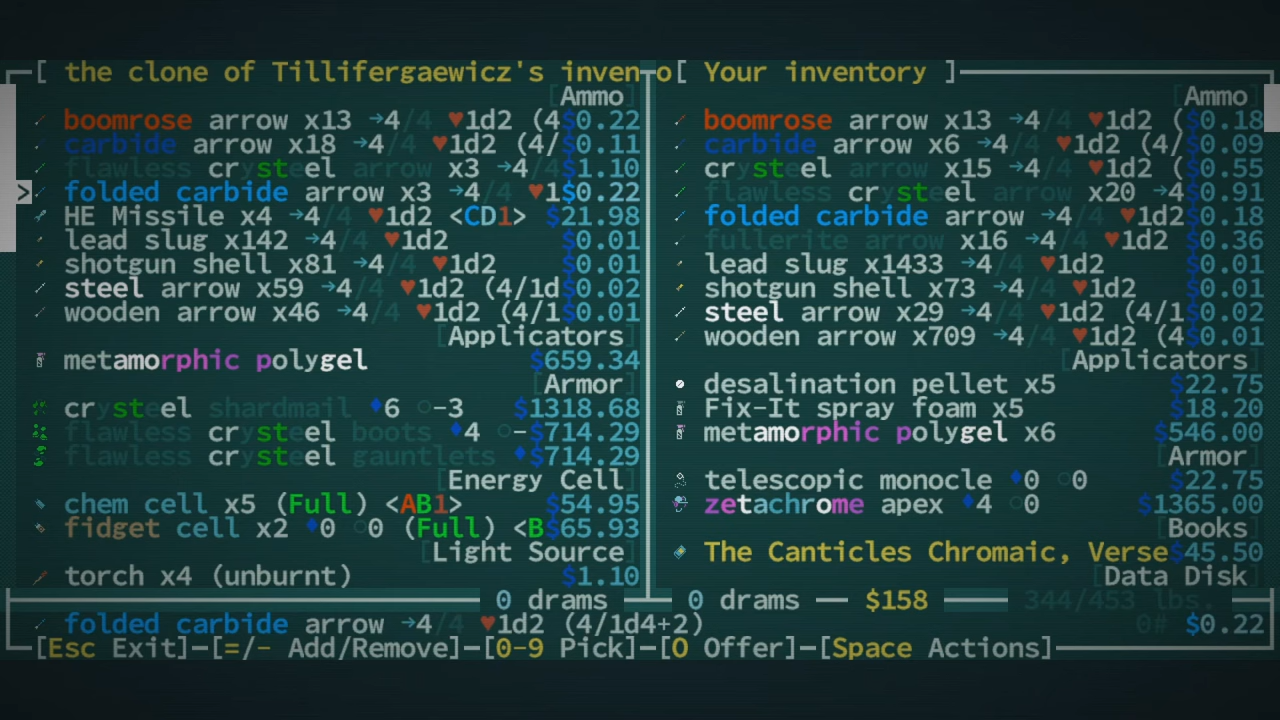 [ the clone of Tillifergaewicz's inven
[Ammo]
boomrose arrow x13 →4/4 ♥1d2 (4$0.22
carbide arrow x18 →4/4 ♥1d2 (4/$0.11
flawless crysteel arrow x3 →4/4$1.10
> folded carbide arrow x3 →4/4 ♥1$0.22
HE Missile x4 →4/4 ♥1d2 <CD1> $21.98
lead slug x142 →4/4 ♥1d2 $0.01
shotgun shell x81 →4/4 ♥1d2 $0.01
steel arrow x59 →4/4 ♥1d2 (4/1d$0.02
wooden arrow x46 →4/4 ♥1d2 (4/1$0.01
[Applicators]
metamorphic polygel $659.34
[Armor]
crysteel shardmail ♦6 ○-3 $1318.68
flawless crysteel boots ♦4 ○-$714.29
flawless crysteel gauntlets ♦$714.29
[Energy Cell]
chem cell x5 (Full) <AB1> $54.95
fidget cell x2 ♦0 ○0 (Full) <B$65.93
[Light Source]
torch x4 (unburnt) $1.10
o[ Your inventory ]
[Ammo]
boomrose arrow x13 →4/4 ♥1d2 ($0.18
carbide arrow x6 →4/4 ♥1d2 (4/$0.09
crysteel arrow x15 →4/4 ♥1d2 ($0.55
flawless crysteel arrow x20 →4$0.91
folded carbide arrow →4/4 ♥1d2$0.18
fullerite arrow x16 →4/4 ♥1d2 $0.36
lead slug x1433 →4/4 ♥1d2 $0.01
shotgun shell x73 →4/4 ♥1d2 $0.01
steel arrow x29 →4/4 ♥1d2 (4/1$0.02
wooden arrow x709 →4/4 ♥1d2 (4$0.01
[Applicators]
desalination pellet x5 $22.75
Fix-It spray foam x5 $18.20
metamorphic polygel x6 $546.00
[Armor]
telescopic monocle ♦0 ○0 $22.75
zetachrome apex ♦4 ○0 $1365.00
[Books]
The Canticles Chromaic, Verse$45.50
[Data Disk]
0 drams 0 drams — $158 344/453 lbs.
folded carbide arrow →4/4 ♥1d2 (4/1d4+2) 0# $0.22
[Esc Exit]—[=/- Add/Remove]—[0-9 Pick]—[O Offer]—[Space Actions]